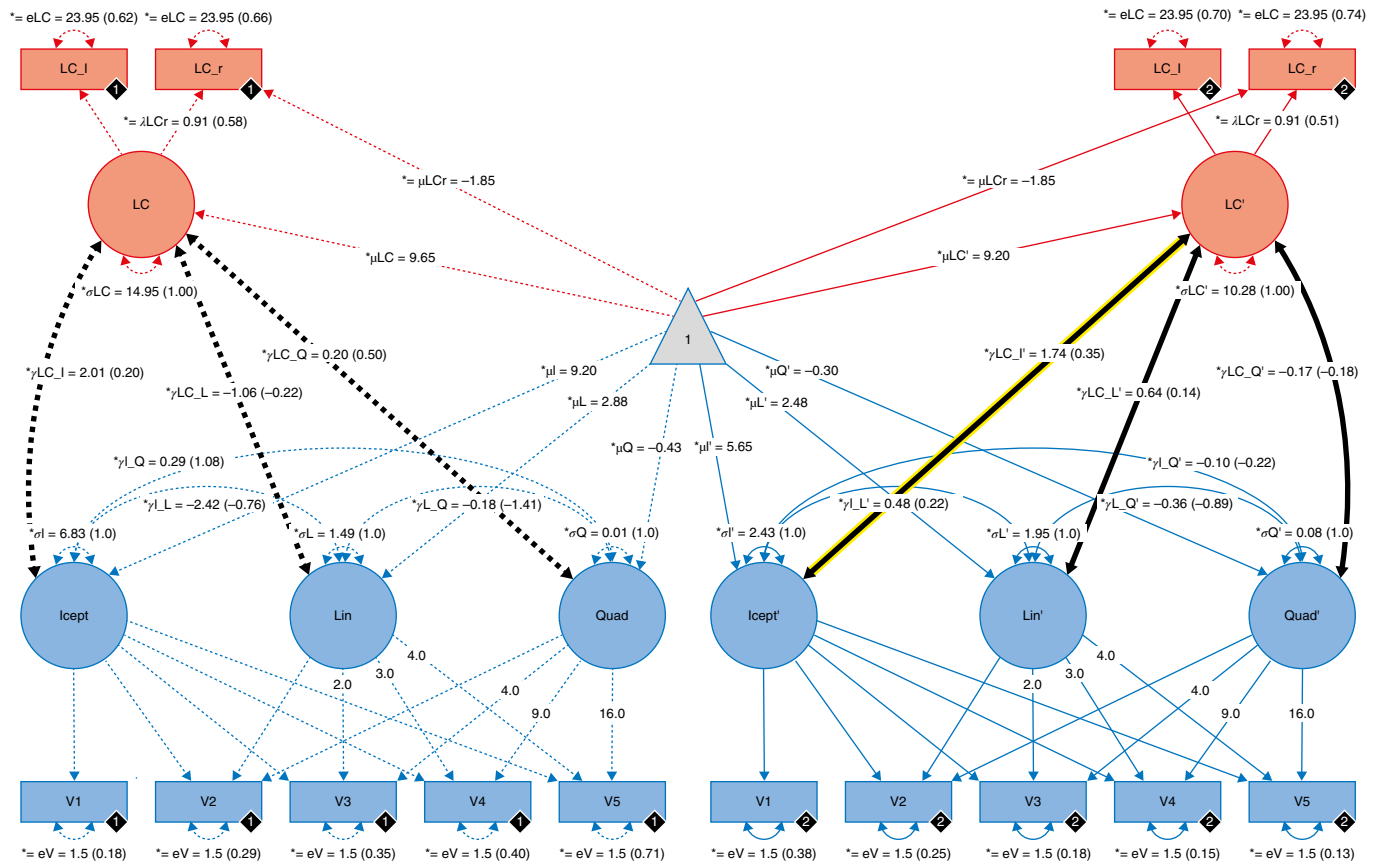 *= eLC = 23.95 (0.62) *= eLC = 23.95 (0.66)
*= eLC = 23.95 (0.70) *= eLC = 23.95 (0.74)
LC_l
LC_r
LC_l
LC_r
1
1
2
2
*= λLCr = 0.91 (0.58)
*= λLCr = 0.91 (0.51)
*= μLCr = −1.85
*= μLCr = −1.85
LC
LC'
*μLC = 9.65
*μLC' = 9.20
*σLC = 14.95 (1.00)
*σLC' = 10.28 (1.00)
1
*γLC_Q = 0.20 (0.50)
*γLC_I' = 1.74 (0.35)
*γLC_I = 2.01 (0.20)
*μI = 9.20
*μQ' = −0.30
*γLC_Q' = −0.17 (−0.18)
*γLC_L = −1.06 (−0.22)
*μL = 2.88
*μL' = 2.48
*γLC_L' = 0.64 (0.14)
*μQ = −0.43
*μI' = 5.65
*γI_Q = 0.29 (1.08)
*γI_Q' = −0.10 (−0.22)
*γI_L = −2.42 (−0.76)
*γL_Q = −0.18 (−1.41)
*γI_L' = 0.48 (0.22)
*γL_Q' = −0.36 (−0.89)
*σI = 6.83 (1.0)
*σL = 1.49 (1.0)
*σQ = 0.01 (1.0)
*σI' = 2.43 (1.0)
*σL' = 1.95 (1.0)
*σQ' = 0.08 (1.0)
Icept
Lin
Quad
Icept'
Lin'
Quad'
2.0
3.0
4.0
4.0
9.0
16.0
2.0
3.0
4.0
4.0
9.0
16.0
V1
V2
V3
V4
V5
V1
V2
V3
V4
V5
1
1
1
1
1
2
2
2
2
2
*= eV = 1.5 (0.18)
*= eV = 1.5 (0.29)
*= eV = 1.5 (0.35)
*= eV = 1.5 (0.40)
*= eV = 1.5 (0.71)
*= eV = 1.5 (0.38)
*= eV = 1.5 (0.25)
*= eV = 1.5 (0.18)
*= eV = 1.5 (0.15)
*= eV = 1.5 (0.13)